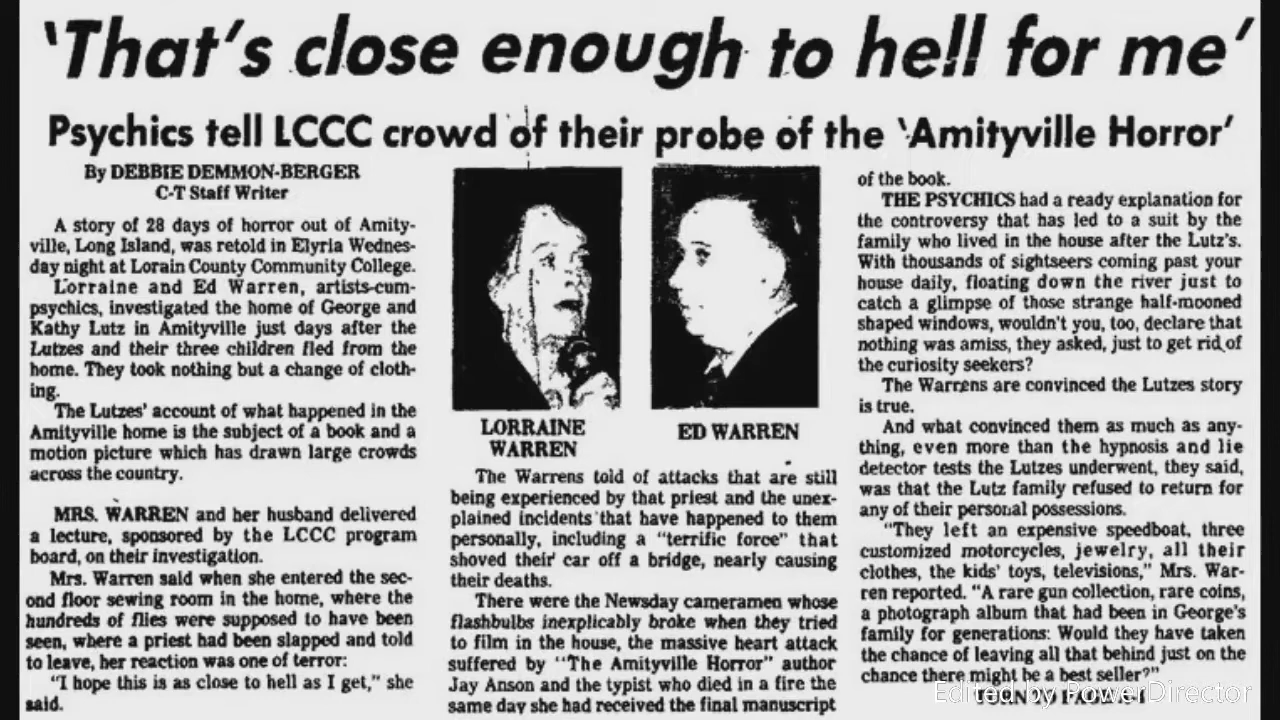 'That's close enough to hell for me'
Psychics tell LCCC crowd of their probe of the 'Amityville Horror'
By DEBBIE DEMMON-BERGER
C-T Staff Writer
A story of 28 days of horror out of Amity-
ville, Long Island, was retold in Elyria Wednes-
day night at Lorain County Community College.
Lorraine and Ed Warren, artists-cum-
psychics, investigated the home of George and
Kathy Lutz in Amityville just days after the
Lutzes and their three children fled from the
home. They took nothing but a change of cloth-
ing.
The Lutzes' account of what happened in the
Amityville home is the subject of a book and a
motion picture which has drawn large crowds
across the country.
MRS. WARREN and her husband delivered
a lecture, sponsored by the LCCC program
board, on their investigation.
Mrs. Warren said when she entered the sec-
ond floor sewing room in the home, where the
hundreds of flies were supposed to have been
seen, where a priest had been slapped and told
to leave, her reaction was one of terror:
"I hope this is as close to hell as I get," she
said.
LORRAINE
WARREN
ED WARREN
The Warrens told of attacks that are still
being experienced by that priest and the unex-
plained incidents that have happened to them
personally, including a "terrific force" that
shoved their car off a bridge, nearly causing
their deaths.
There were the Newsday cameramen whose
flashbulbs inexplicably broke when they tried
to film in the house, the massive heart attack
suffered by "The Amityville Horror" author
Jay Anson and the typist who died in a fire the
same day she had received the final manuscript
of the book.
THE PSYCHICS had a ready explanation for
the controversy that has led to a suit by the
family who lived in the house after the Lutz's.
With thousands of sightseers coming past your
house daily, floating down the river just to
catch a glimpse of those strange half-mooned
shaped windows, wouldn't you, too, declare that
nothing was amiss, they asked, just to get rid of
the curiosity seekers?
The Warrens are convinced the Lutzes story
is true.
And what convinced them as much as any-
thing, even more than the hypnosis and lie
detector tests the Lutzes underwent, they said,
was that the Lutz family refused to return for
any of their personal possessions.
"They left an expensive speedboat, three
customized motorcycles, jewelry, all their
clothes, the kids' toys, televisions," Mrs. War-
ren reported. "A rare gun collection, rare coins,
a photograph album that had been in George's
family for generations: Would they have taken
the chance of leaving all that behind just on the
chance there might be a best seller?"
Edited by PowerDirector
TURN TO PAGE